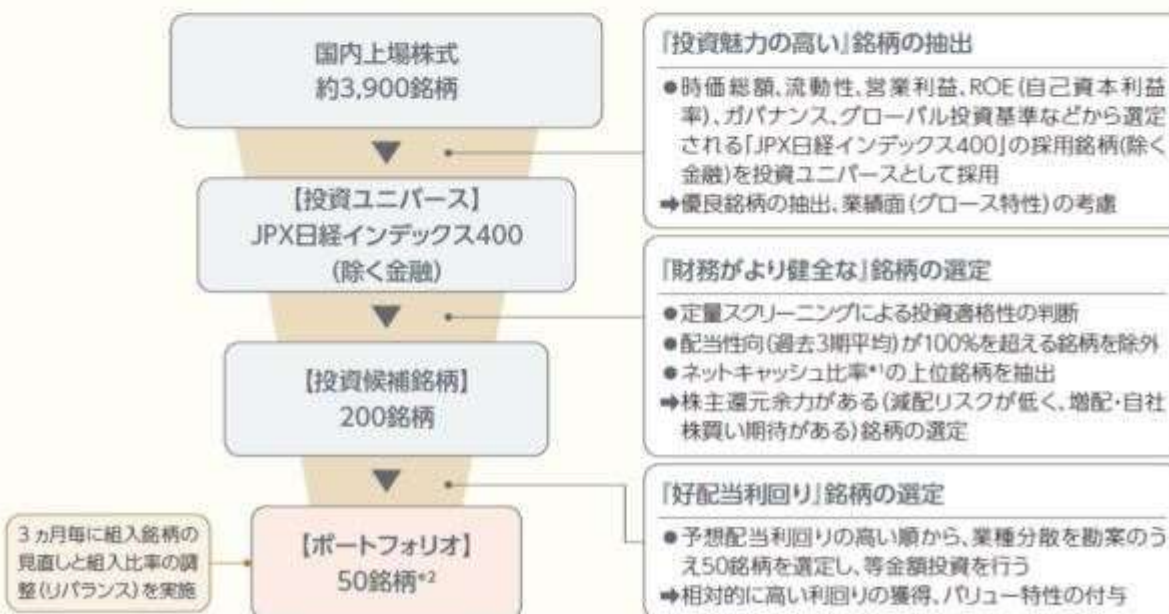 国内上場株式
約3,900銘柄
【投資ユニバース】
JPX日経インデックス400
(除く金融)
【投資候補銘柄】
200銘柄
3ヵ月毎に組入銘柄の
見直しと組入比率の調
整(リバランス)を実施
【ポートフォリオ】
50銘柄*2
『投資魅力の高い』銘柄の抽出
●時価総額、流動性、営業利益、ROE(自己資本利益
率)、ガバナンス、グローバル投資基準などから選定
される「JPX日経インデックス400」の採用銘柄(除く
金融)を投資ユニバースとして採用
➡優良銘柄の抽出、業績面(グロース特性)の考慮
『財務がより健全な』銘柄の選定
●定量スクリーニングによる投資適格性の判断
●配当性向(過去3期平均)が100%を超える銘柄を除外
●ネットキャッシュ比率*1の上位銘柄を抽出
➡株主還元余力がある(減配リスクが低く、増配・自社
株買い期待がある)銘柄の選定
『好配当利回り』銘柄の選定
●予想配当利回りの高い順から、業種分散を勘案のう
え50銘柄を選定し、等金額投資を行う
➡相対的に高い利回りの獲得、バリュー特性の付与